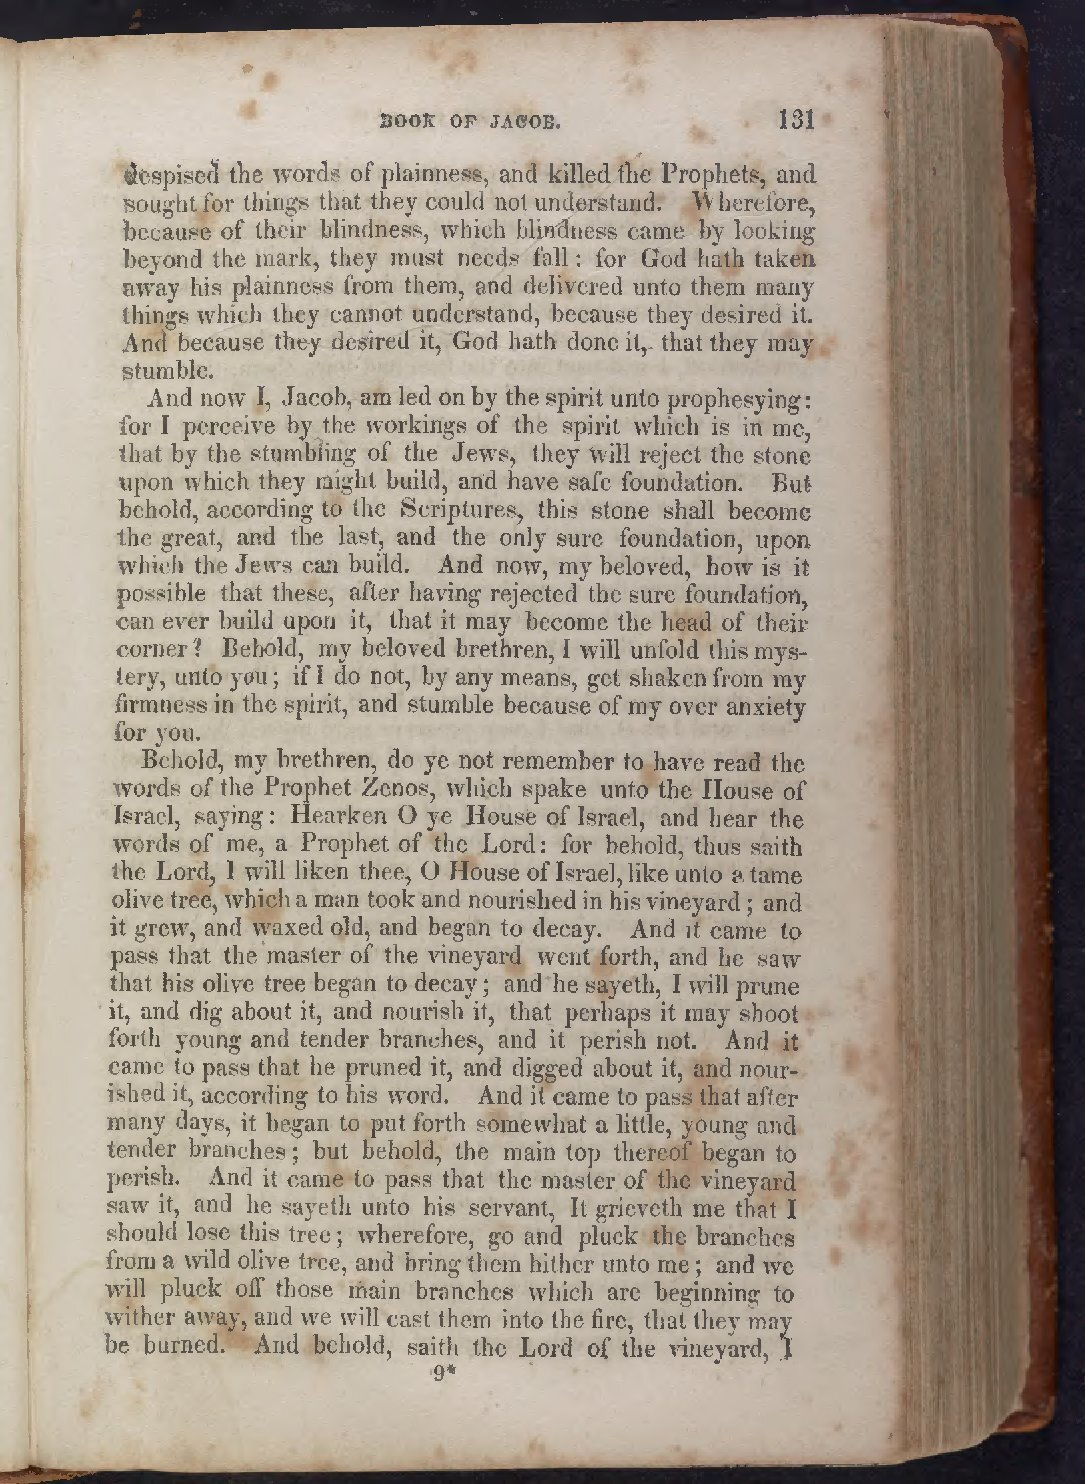 BOOK OF JACOB. 131
despised the words of plainness, and killed the Prophets, and
sought for things that they could not understand. Wherefore,
because of their blindness, which blindness came by looking
beyond the mark, they must needs fall: for God hath taken
away his plainness from them, and delivered unto them many
things which they cannot understand, because they desired it.
And because they desired it, God hath done it, that they may
stumble.
And now I, Jacob, am led on by the spirit unto prophesying:
for I perceive by the workings of the spirit which is in me,
that by the stumbling of the Jews, they will reject the stone
upon which they might build, and have safe foundation. But
behold, according to the Scriptures, this stone shall become
the great, and the last, and the only sure foundation, upon
which the Jews can build. And now, my beloved, how is it
possible that these, after having rejected the sure foundation,
can ever build upon it, that it may become the head of their
corner? Behold, my beloved brethren, I will unfold this mys-
tery, unto you; if I do not, by any means, get shaken from my
firmness in the spirit, and stumble because of my over anxiety
for you.
Behold, my brethren, do ye not remember to have read the
words of the Prophet Zenos, which spake unto the House of
Israel, saying: Hearken O ye House of Israel, and hear the
words of me, a Prophet of the Lord: for behold, thus saith
the Lord, I will liken thee, O House of Israel, like unto a tame
olive tree, which a man took and nourished in his vineyard; and
it grew, and waxed old, and began to decay. And it came to
pass that the master of the vineyard went forth, and he saw
that his olive tree began to decay; and he sayeth, I will prune
it, and dig about it, and nourish it, that perhaps it may shoot
forth young and tender branches, and it perish not. And it
came to pass that he pruned it, and digged about it, and nour-
ished it, according to his word. And it came to pass that after
many days, it began to put forth somewhat a little, young and
tender branches; but behold, the main top thereof began to
perish. And it came to pass that the master of the vineyard
saw it, and he sayeth unto his servant, It grieveth me that I
should lose this tree; wherefore, go and pluck the branches
from a wild olive tree, and bring them hither unto me; and we
will pluck off those main branches which are beginning to
wither away, and we will cast them into the fire, that they may
be burned. And behold, saith the Lord of the vineyard, I
9*